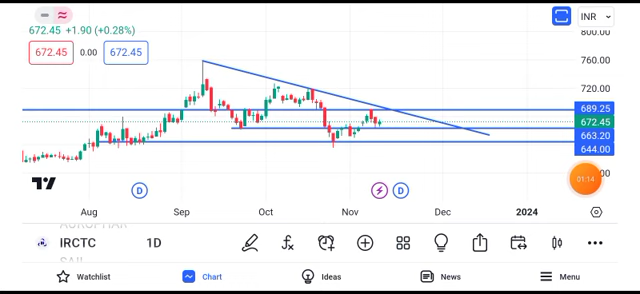 INR
672.45 +1.90 (+0.28%)
800.00
672.45 0.00 672.45
760.00
720.00
689.25
672.45
663.20
644.00
01:14
D D
Aug Sep Oct Nov Dec 2024
IRCTC 1D
Watchlist Chart Ideas News Menu